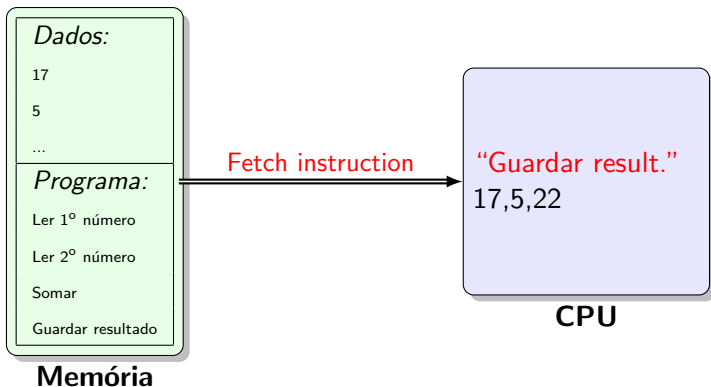 Dados:
17
5
...
Programa:
Ler 1º número
Ler 2º número
Somar
Guardar resultado
Memória
Fetch instruction
“Guardar result.”
17,5,22
CPU